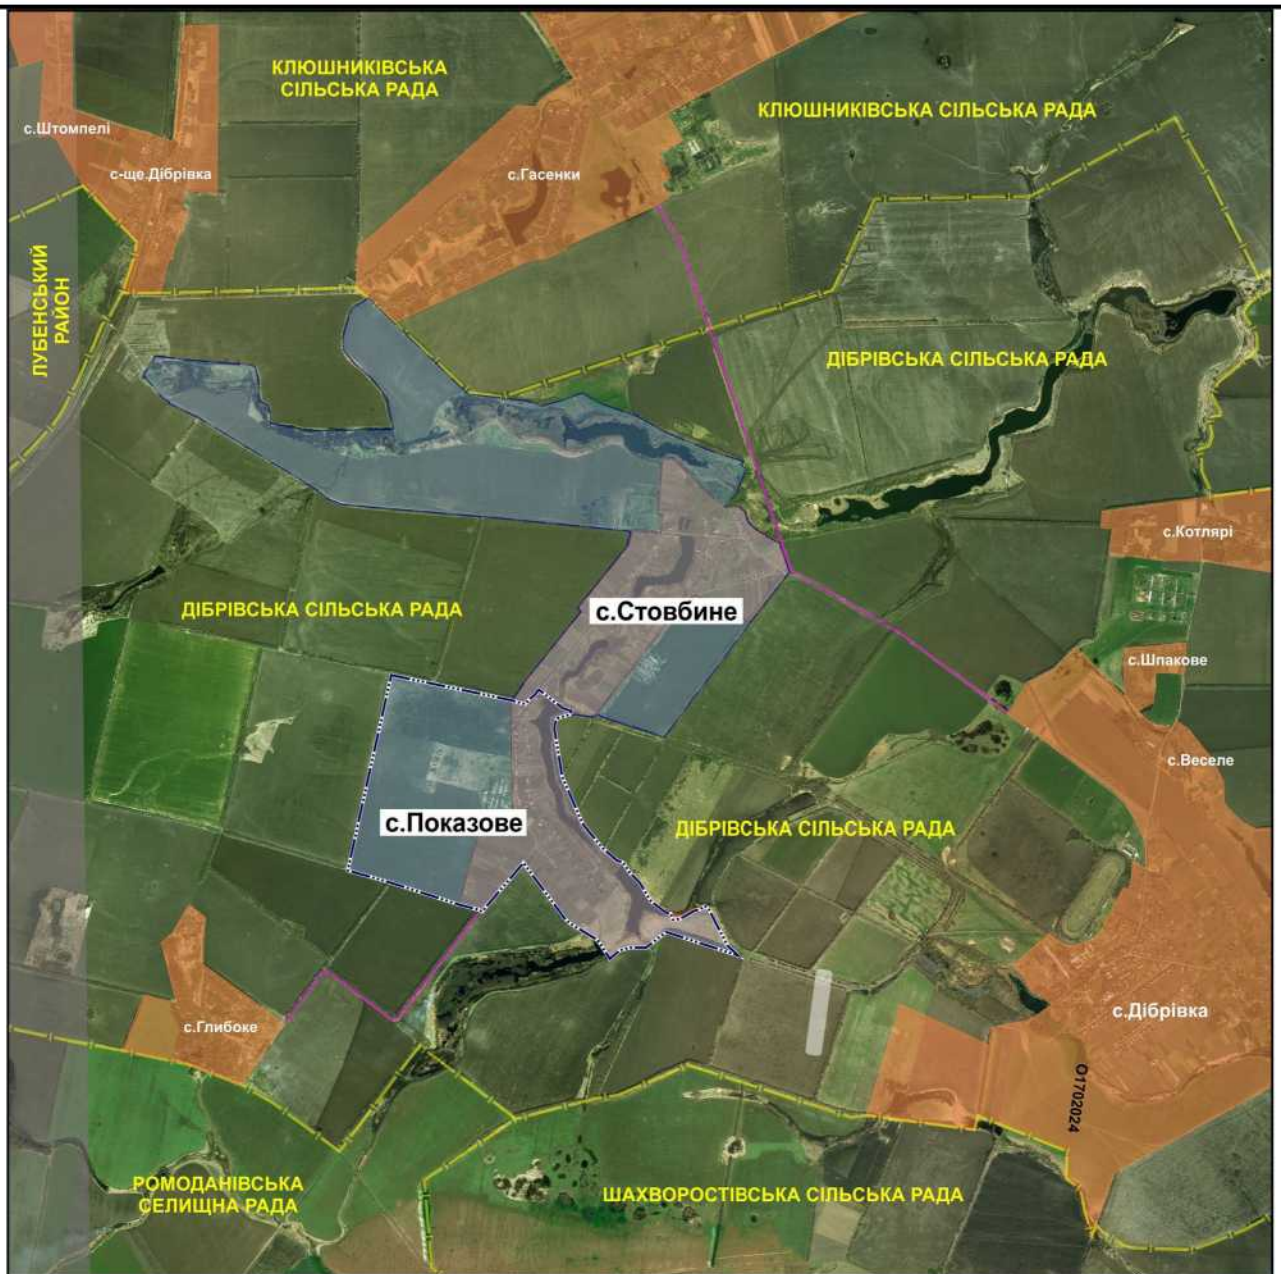 КЛЮШНИКІВСЬКА
СІЛЬСЬКА РАДА
КЛЮШНИКІВСЬКА СІЛЬСЬКА РАДА
с.Штомпелі
с-ще.Дібрівка
с.Гасенки
ЛУБЕНСЬКИЙ
РАЙОН
ДІБРІВСЬКА СІЛЬСЬКА РАДА
с.Котлярі
ДІБРІВСЬКА СІЛЬСЬКА РАДА
с.Стовбине
с.Шпакове
с.Веселе
с.Показове
ДІБРІВСЬКА СІЛЬСЬКА РАДА
с.Дібрівка
с.Глибоке
О1702024
РОМОДАНІВСЬКА
СЕЛИЩНА РАДА
ШАХВОРОСТІВСЬКА СІЛЬСЬКА РАДА